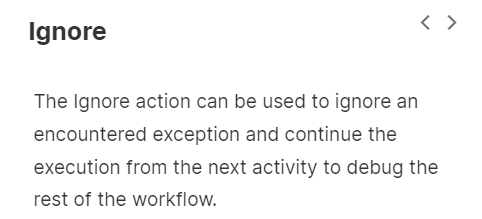 Ignore
The Ignore action can be used to ignore an
encountered exception and continue the
execution from the next activity to debug the
rest of the workflow.